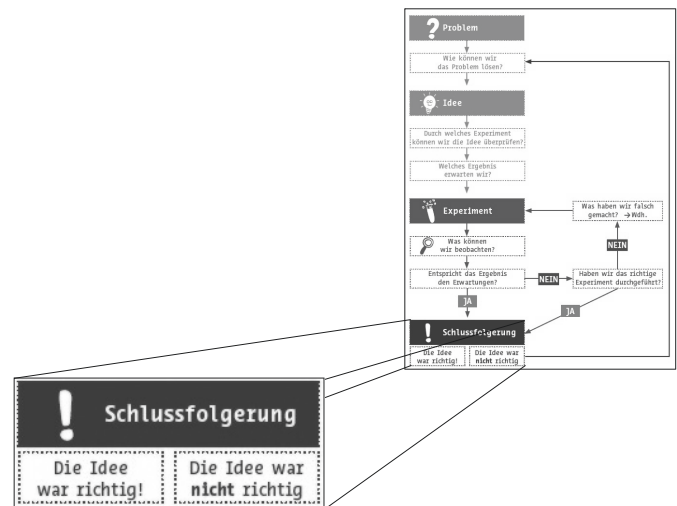 ?
Problem
Wie können wir
das Problem lösen?
Idee
Durch welches Experiment
können wir die Idee überprüfen?
Welches Ergebnis
erwarten wir?
Experiment
Was haben wir falsch
gemacht? →Wdh.
Was können
wir beobachten?
NEIN
Entspricht das Ergebnis
den Erwartungen?
NEIN
Haben wir das richtige
Experiment durchgeführt?
JA
JA
!
Schlussfolgerung
Die Idee
war richtig!
Die Idee war
nicht richtig
!
Schlussfolgerung
Die Idee
war richtig!
Die Idee war
nicht richtig